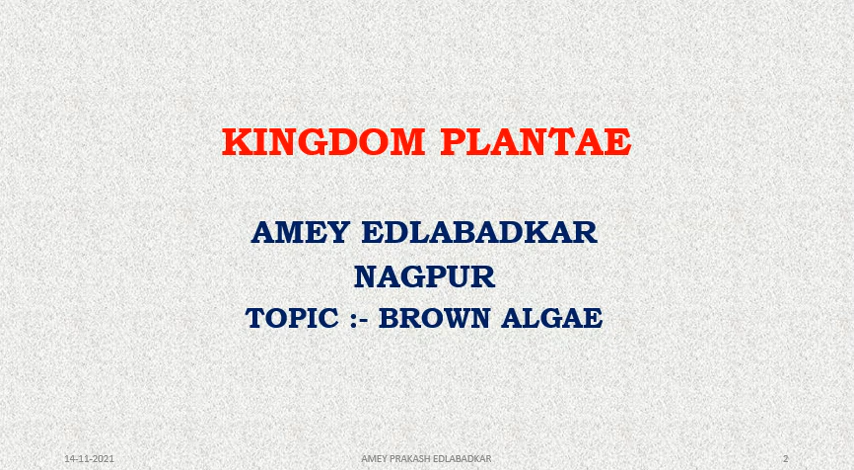 KINGDOM PLANTAE
AMEY EDLABADKAR
NAGPUR
TOPIC :- BROWN ALGAE
14-11-2021
AMEY PRAKASH EDLABADKAR
2